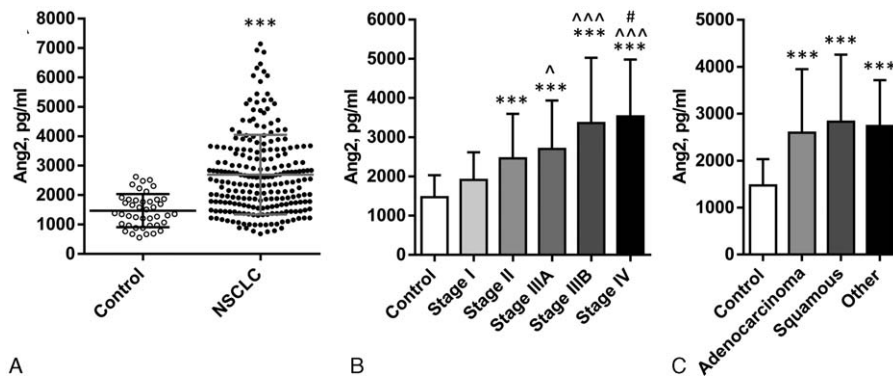 8000
7000
6000
5000
4000
3000
2000
1000
0
Ang2, pg/ml
***
Control
NSCLC
A
6000
5000
4000
3000
2000
1000
0
Ang2, pg/ml
***
^
***
^^^
***
#
^^^
***
Control
Stage I
Stage II
Stage IIIA
Stage IIIB
Stage IV
B
5000
4000
3000
2000
1000
0
Ang2, pg/ml
***
***
***
Control
Adenocarcinoma
Squamous
Other
C